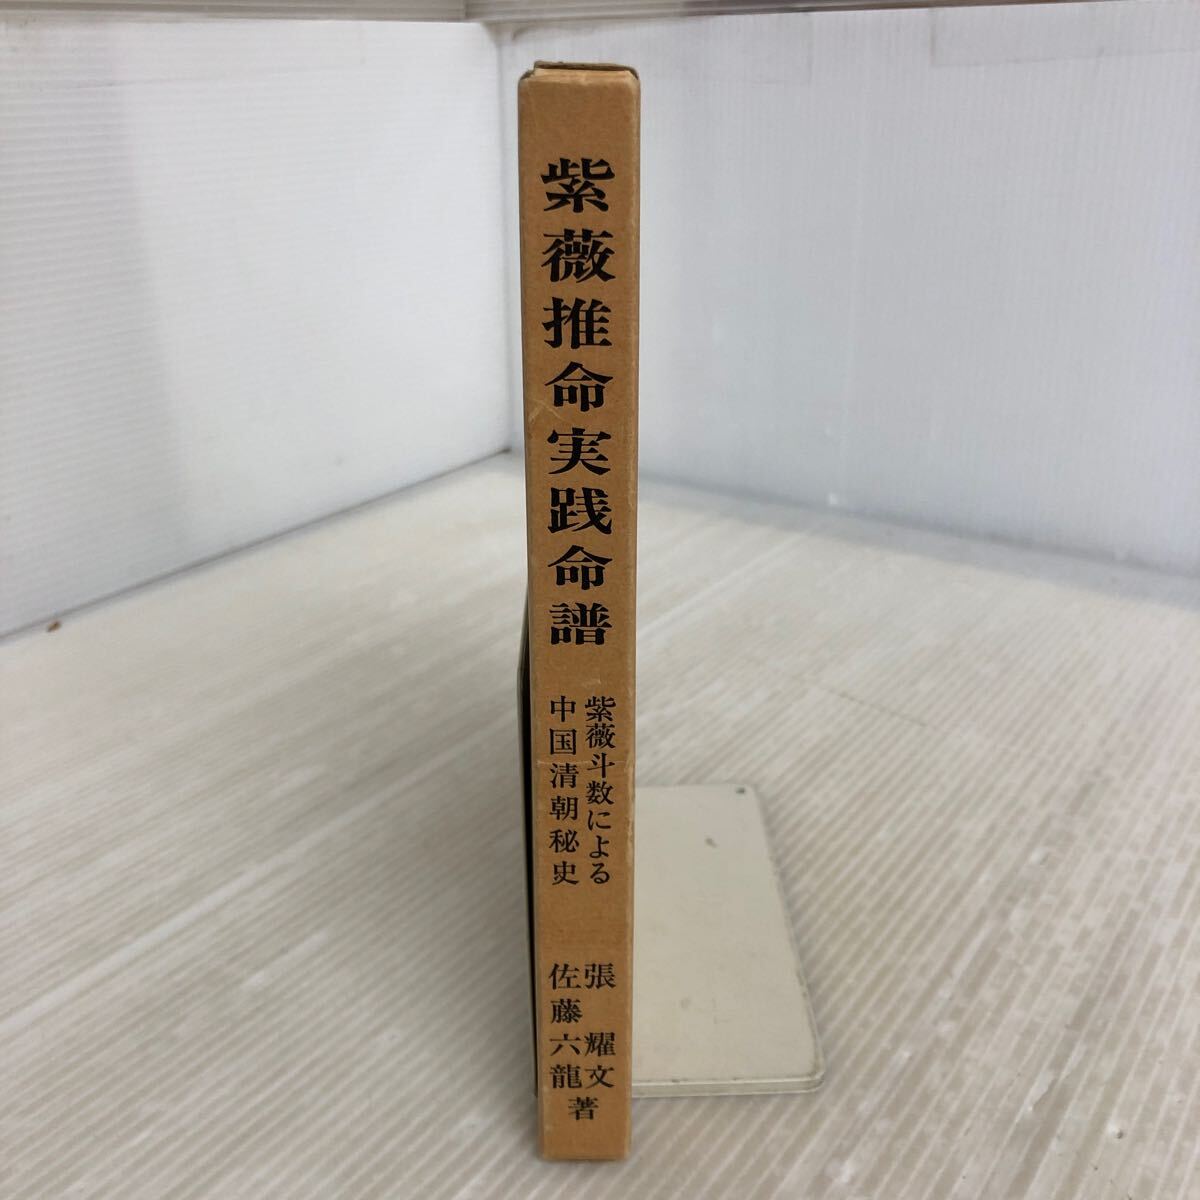 紫薇推命実践命譜
紫薇斗数による
中国清朝秘史
張耀文
佐藤六龍
著